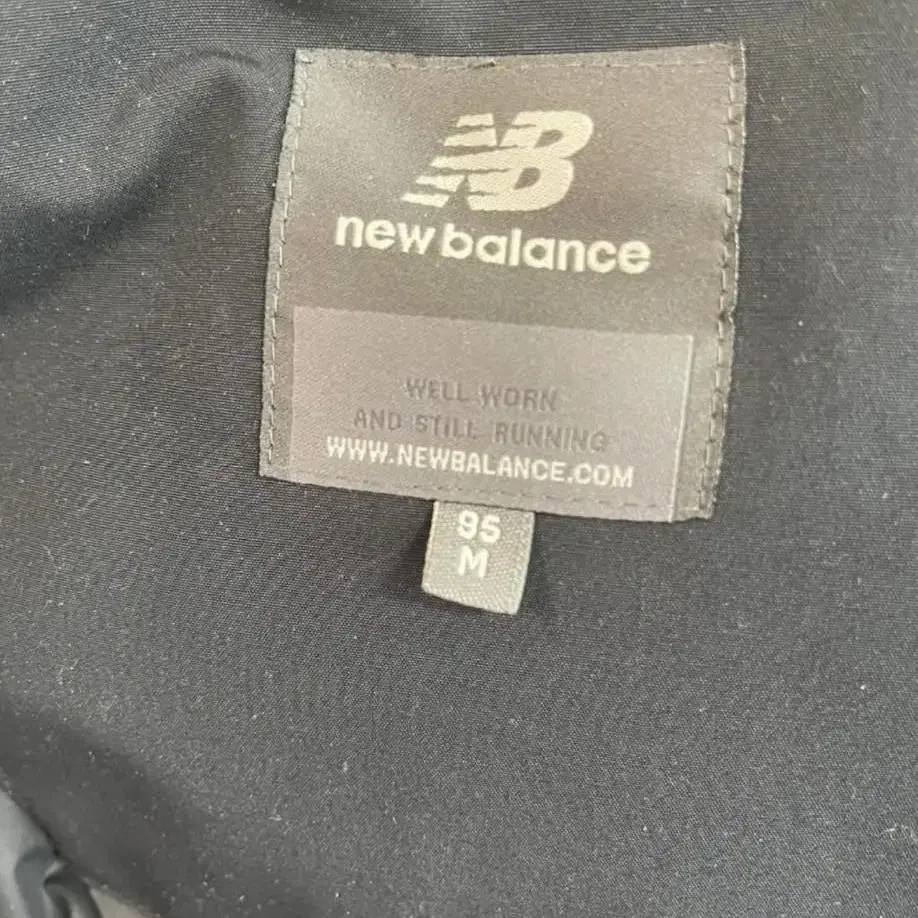 NB
new balance
WELL WORN
AND STILL RUNNING
WWW.NEWBALANCE.COM
95
M